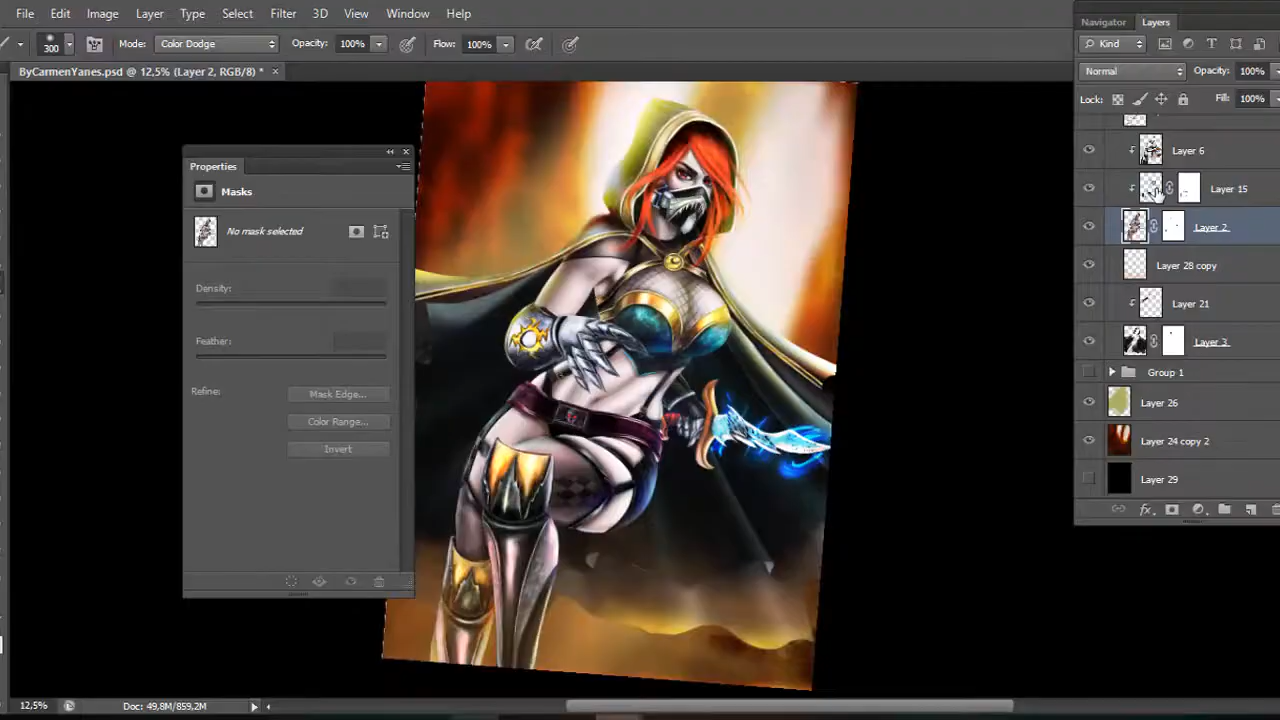 File Edit Image Layer Type Select Filter 3D View Window Help
300 Mode: Color Dodge Opacity: 100% Flow: 100%
ByCarmenYanes.psd @ 12,5% (Layer 2, RGB/8) * ×
Properties
Masks
No mask selected
Density:
Feather:
Refine:
Mask Edge...
Color Range...
Invert
Navigator Layers
Kind
Normal Opacity: 100%
Lock: Fill: 100%
Layer 6
Layer 15
Layer 2
Layer 28 copy
Layer 21
Layer 3
Group 1
Layer 26
Layer 24 copy 2
Layer 29
fx
12,5% Doc: 49,8M/859,2M